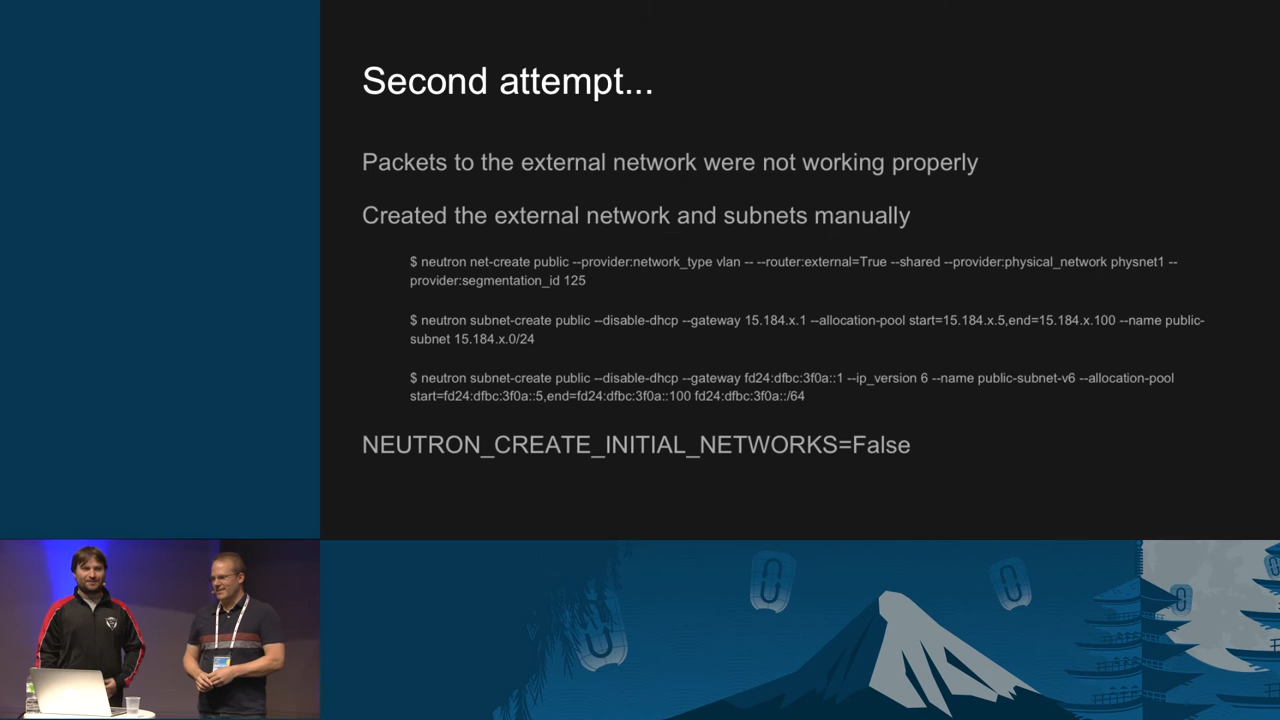 Second attempt...
Packets to the external network were not working properly
Created the external network and subnets manually
$ neutron net-create public --provider:network_type vlan -- --router:external=True --shared --provider:physical_network physnet1 --
provider:segmentation_id 125
$ neutron subnet-create public --disable-dhcp --gateway 15.184.x.1 --allocation-pool start=15.184.x.5,end=15.184.x.100 --name public-
subnet 15.184.x.0/24
$ neutron subnet-create public --disable-dhcp --gateway fd24:dfbc:3f0a::1 --ip_version 6 --name public-subnet-v6 --allocation-pool
start=fd24:dfbc:3f0a::5,end=fd24:dfbc:3f0a::100 fd24:dfbc:3f0a::/64
NEUTRON_CREATE_INITIAL_NETWORKS=False